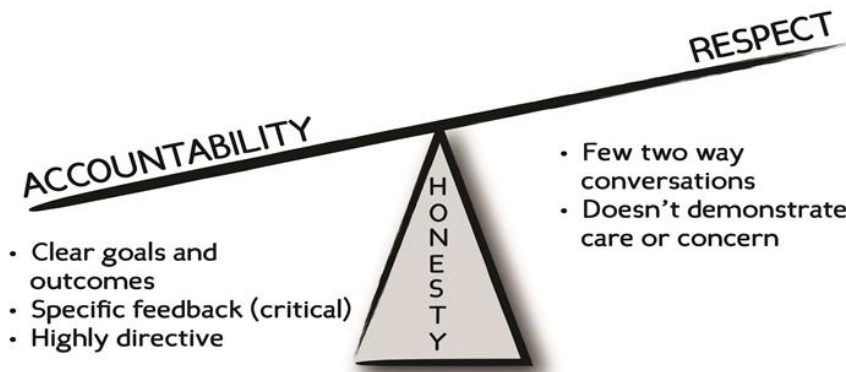 RESPECT
ACCOUNTABILITY
HONESTY
• Few two way
conversations
• Doesn't demonstrate
care or concern
• Clear goals and
outcomes
• Specific feedback (critical)
• Highly directive